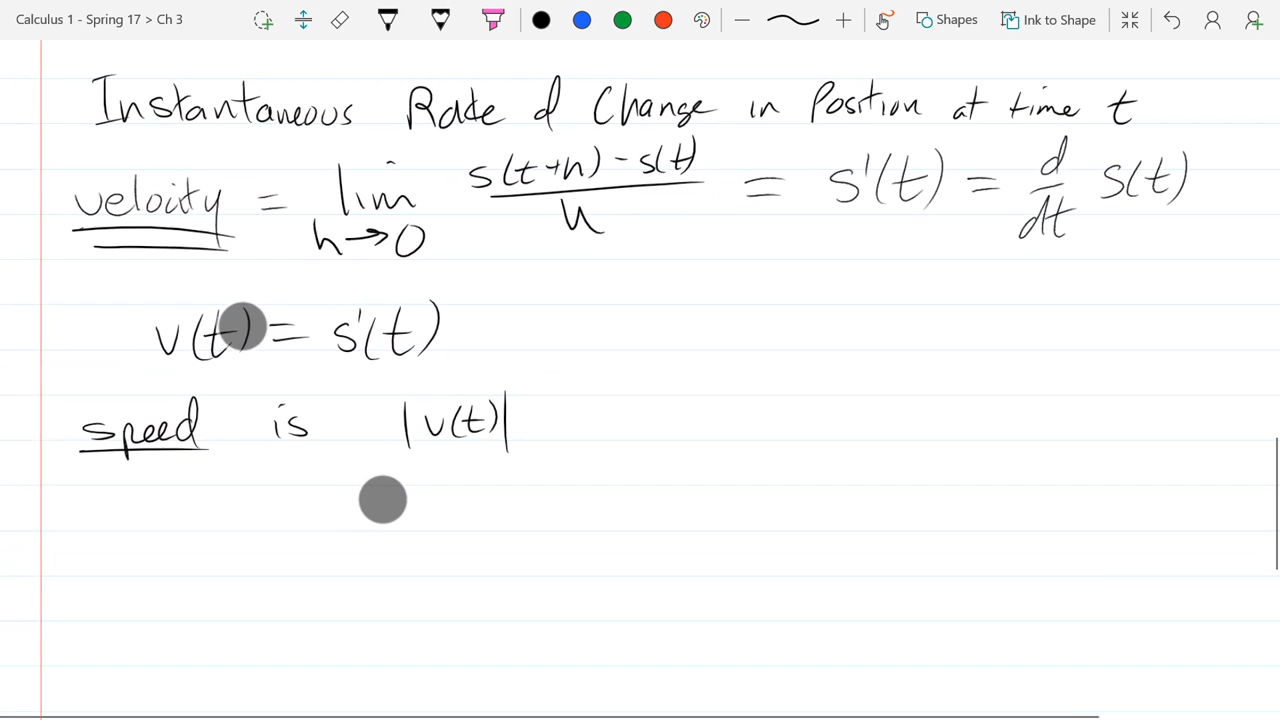 Calculus 1 - Spring 17 > Ch 3 Shapes Ink to Shape
Instantaneous Rate of Change in Position at time t
velocity = lim h→0 (s(t+h) - s(t))/h = s'(t) = d/dt s(t)
v(t) = s'(t)
speed is |v(t)|